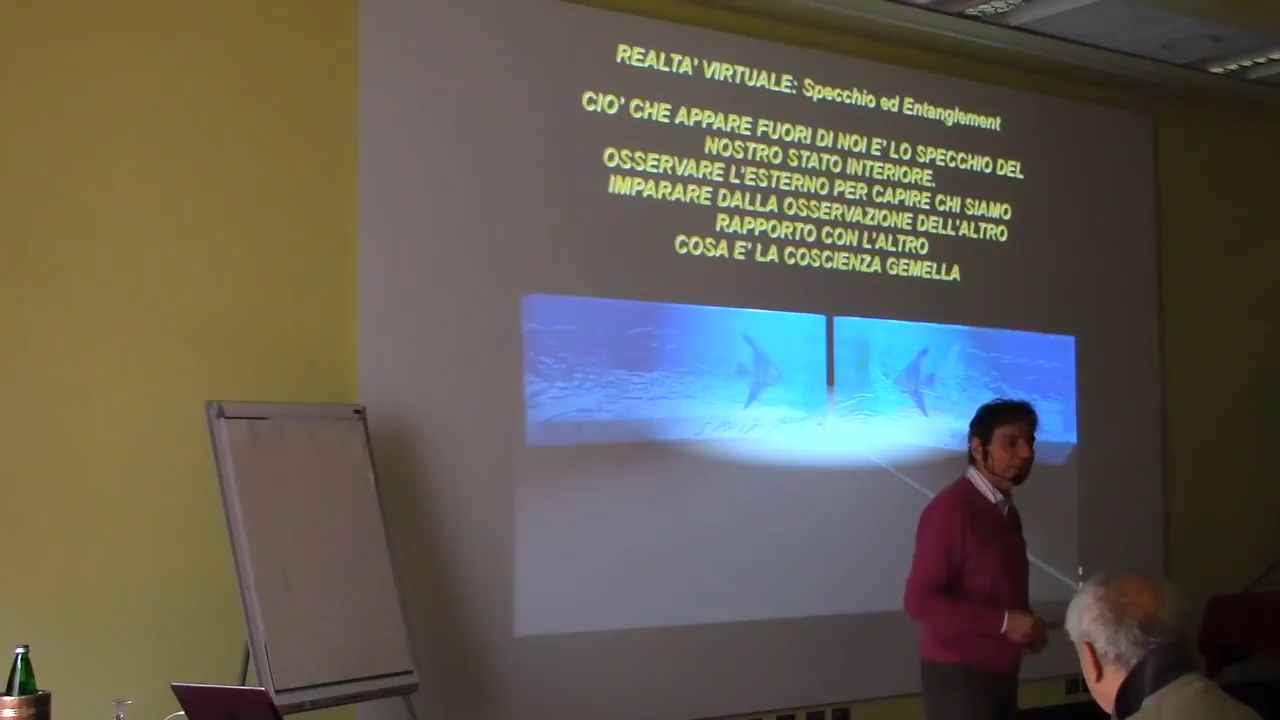 REALTA' VIRTUALE: Specchio ed Entanglement
CIO' CHE APPARE FUORI DI NOI E' LO SPECCHIO DEL
NOSTRO STATO INTERIORE.
OSSERVARE L'ESTERNO PER CAPIRE CHI SIAMO
IMPARARE DALLA OSSERVAZIONE DELL'ALTRO
RAPPORTO CON L'ALTRO
COSA E' LA COSCIENZA GEMELLA